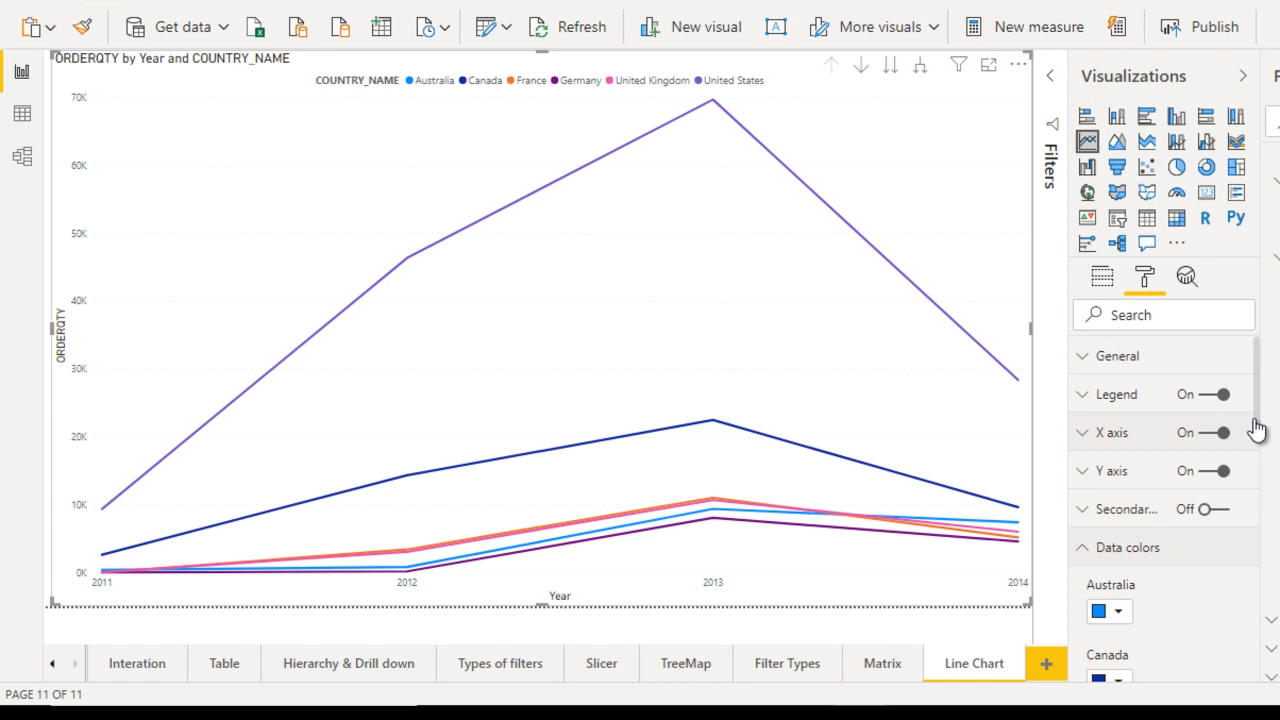 Get data
Refresh
New visual
More visuals
New measure
Publish
ORDERQTY by Year and COUNTRY_NAME
COUNTRY_NAME Australia Canada France Germany United Kingdom United States
70K
60K
50K
40K
30K
20K
10K
0K
ORDERQTY
2011 2012 2013 2014
Year
Filters
Visualizations
123
R Py
Search
General
Legend On
X axis On
Y axis On
Secondar... Off
Data colors
Australia
Canada
Interation Table Hierarchy & Drill down Types of filters Slicer TreeMap Filter Types Matrix Line Chart
PAGE 11 OF 11